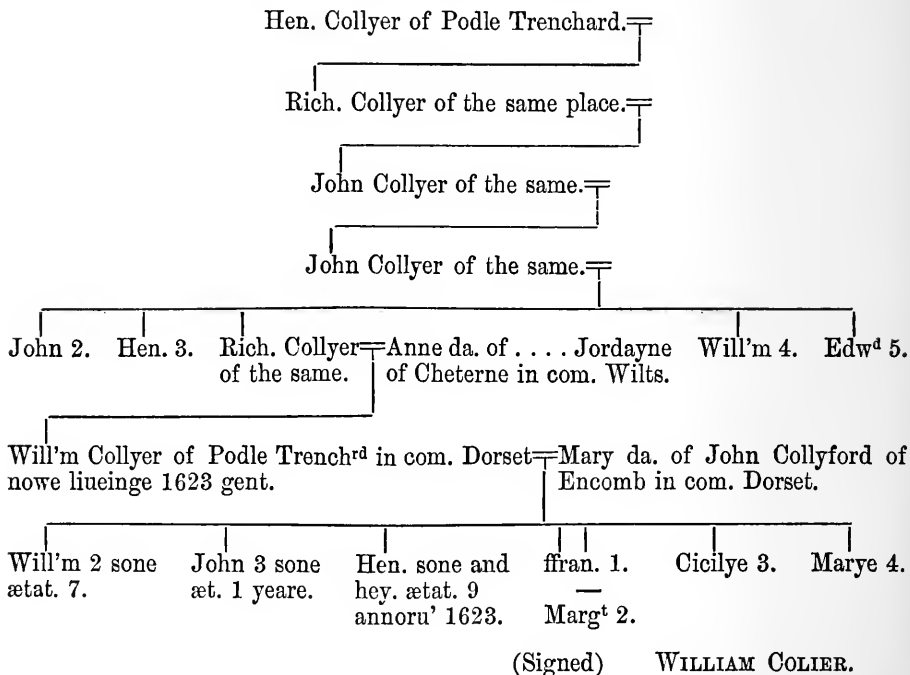 Hen. Collyer of Podle Trenchard.
Rich. Collyer of the same place.
John Collyer of the same.
John Collyer of the same.
John 2. Hen. 3. Rich. Collyer Anne da. of . . . . Jordayne Will'm 4. Edwᵈ 5.
of the same. of Cheterne in com. Wilts.
Will'm Collyer of Podle Trenchʳᵈ in com. Dorset Mary da. of John Collyford of
nowe liueinge 1623 gent. Encomb in com. Dorset.
Will'm 2 sone John 3 sone Hen. sone and ffran. 1. Cicilye 3. Marye 4.
ætat. 7. æt. 1 yeare. hey. ætat. 9
annoru' 1623. Margᵗ 2.
(Signed) WILLIAM COLIER.